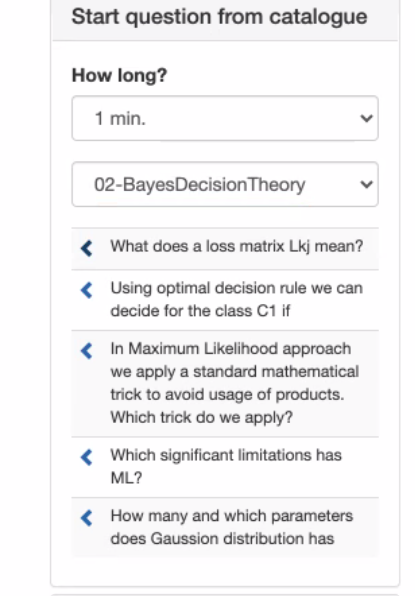 Start question from catalogue
How long?
1 min.
02-BayesDecisionTheory
What does a loss matrix Lkj mean?
Using optimal decision rule we can
decide for the class C1 if
In Maximum Likelihood approach
we apply a standard mathematical
trick to avoid usage of products.
Which trick do we apply?
Which significant limitations has
ML?
How many and which parameters
does Gaussion distribution has